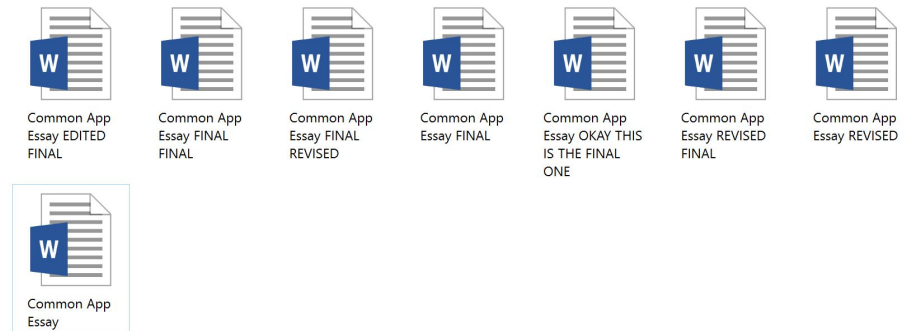 W W W W W W W
Common App Common App Common App Common App Common App Common App Common App
Essay EDITED Essay FINAL Essay FINAL Essay FINAL Essay OKAY THIS Essay REVISED Essay REVISED
FINAL FINAL REVISED IS THE FINAL FINAL
ONE
W
Common App
Essay